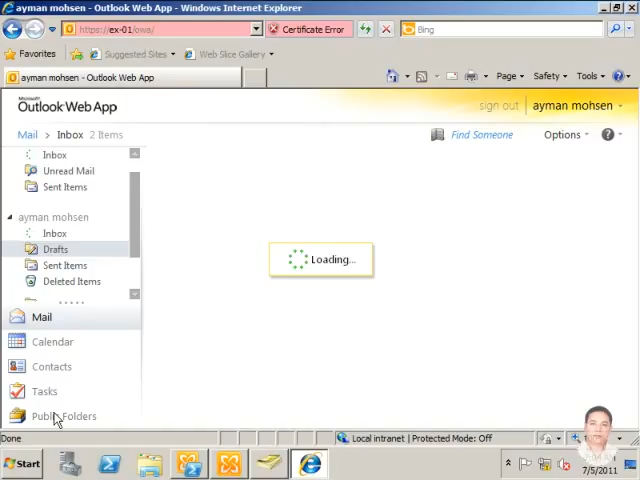 ayman mohsen - Outlook Web App - Windows Internet Explorer
https://ex-01/owa/
Certificate Error
Bing
Favorites
Suggested Sites
Web Slice Gallery
ayman mohsen - Outlook Web App
Page
Safety
Tools
Microsoft
Outlook Web App
sign out
ayman mohsen
Mail > Inbox 2 Items
Find Someone
Options
Inbox
Unread Mail
Sent Items
ayman mohsen
Inbox
Drafts
Sent Items
Deleted Items
Loading...
Mail
Calendar
Contacts
Tasks
Public Folders
Done
Local intranet | Protected Mode: Off
Start
7/5/2011